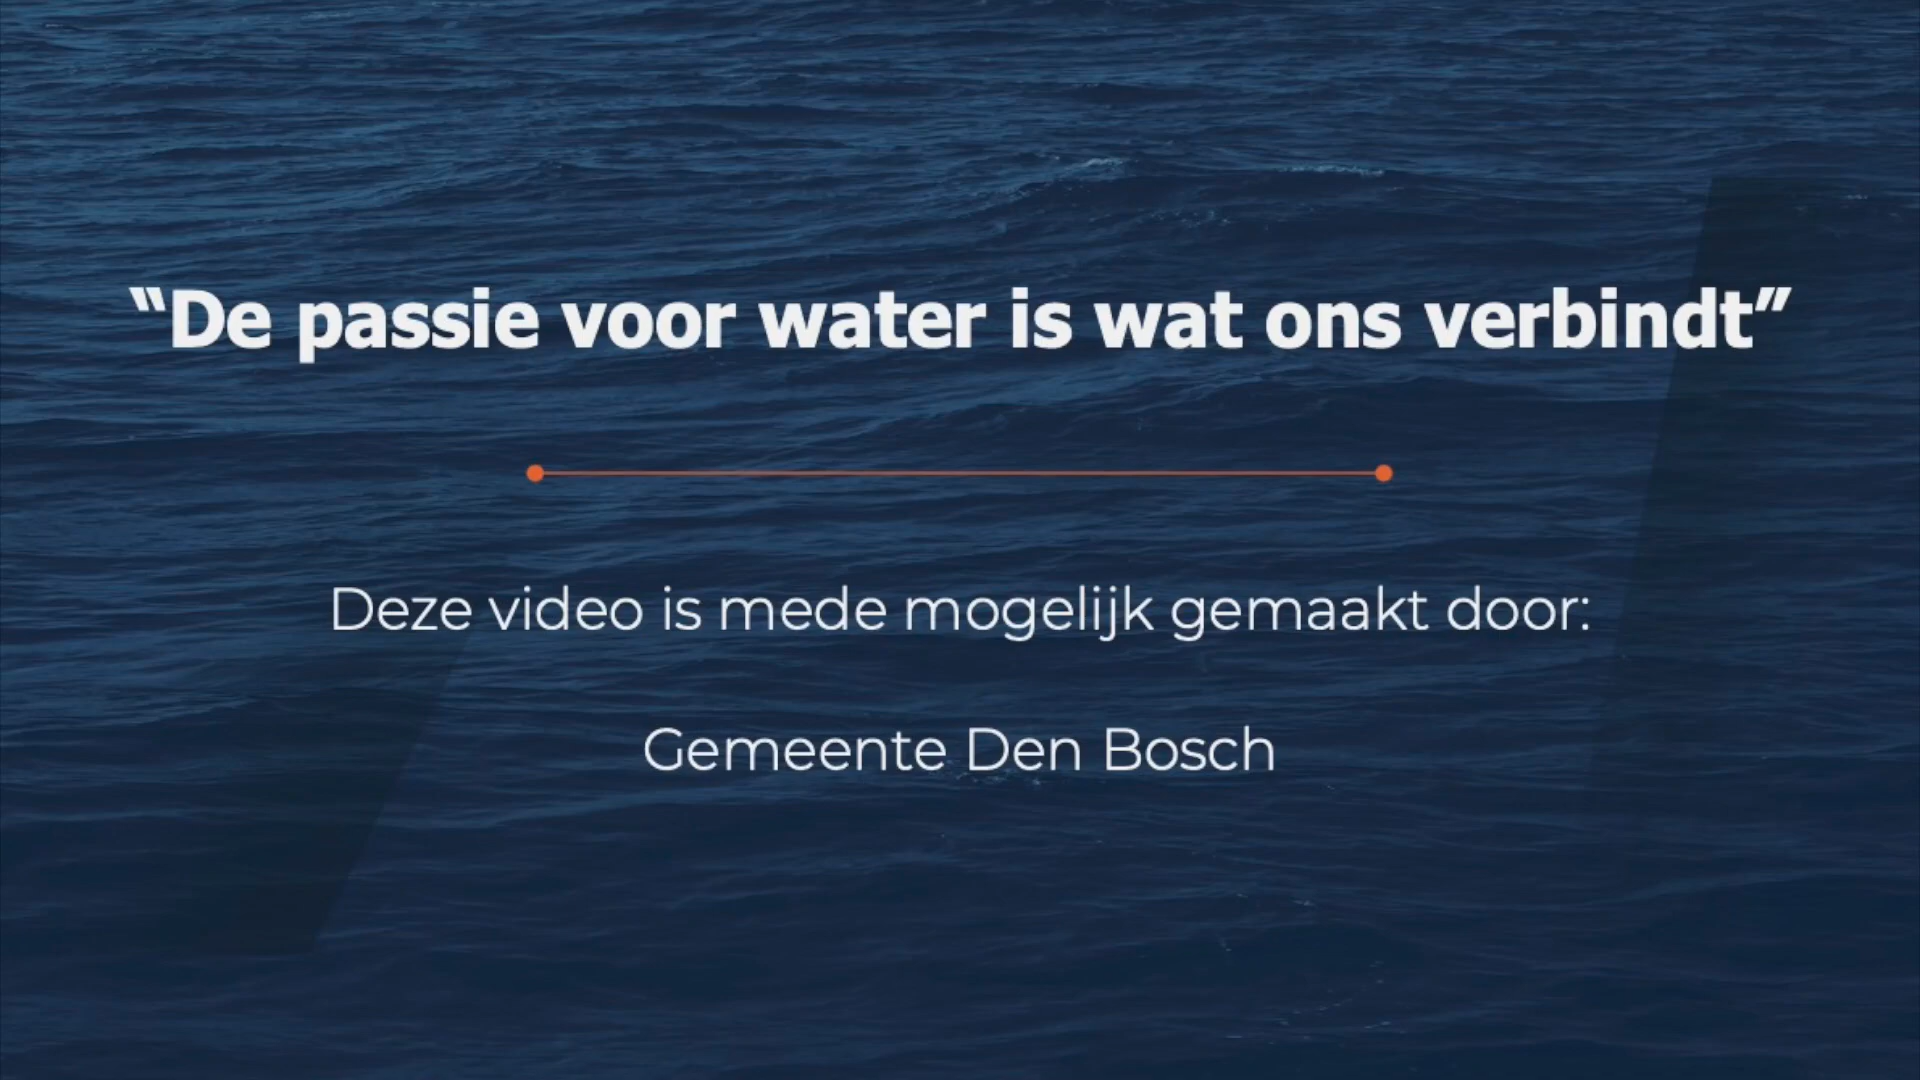 “De passie voor water is wat ons verbindt”
Deze video is mede mogelijk gemaakt door:
Gemeente Den Bosch